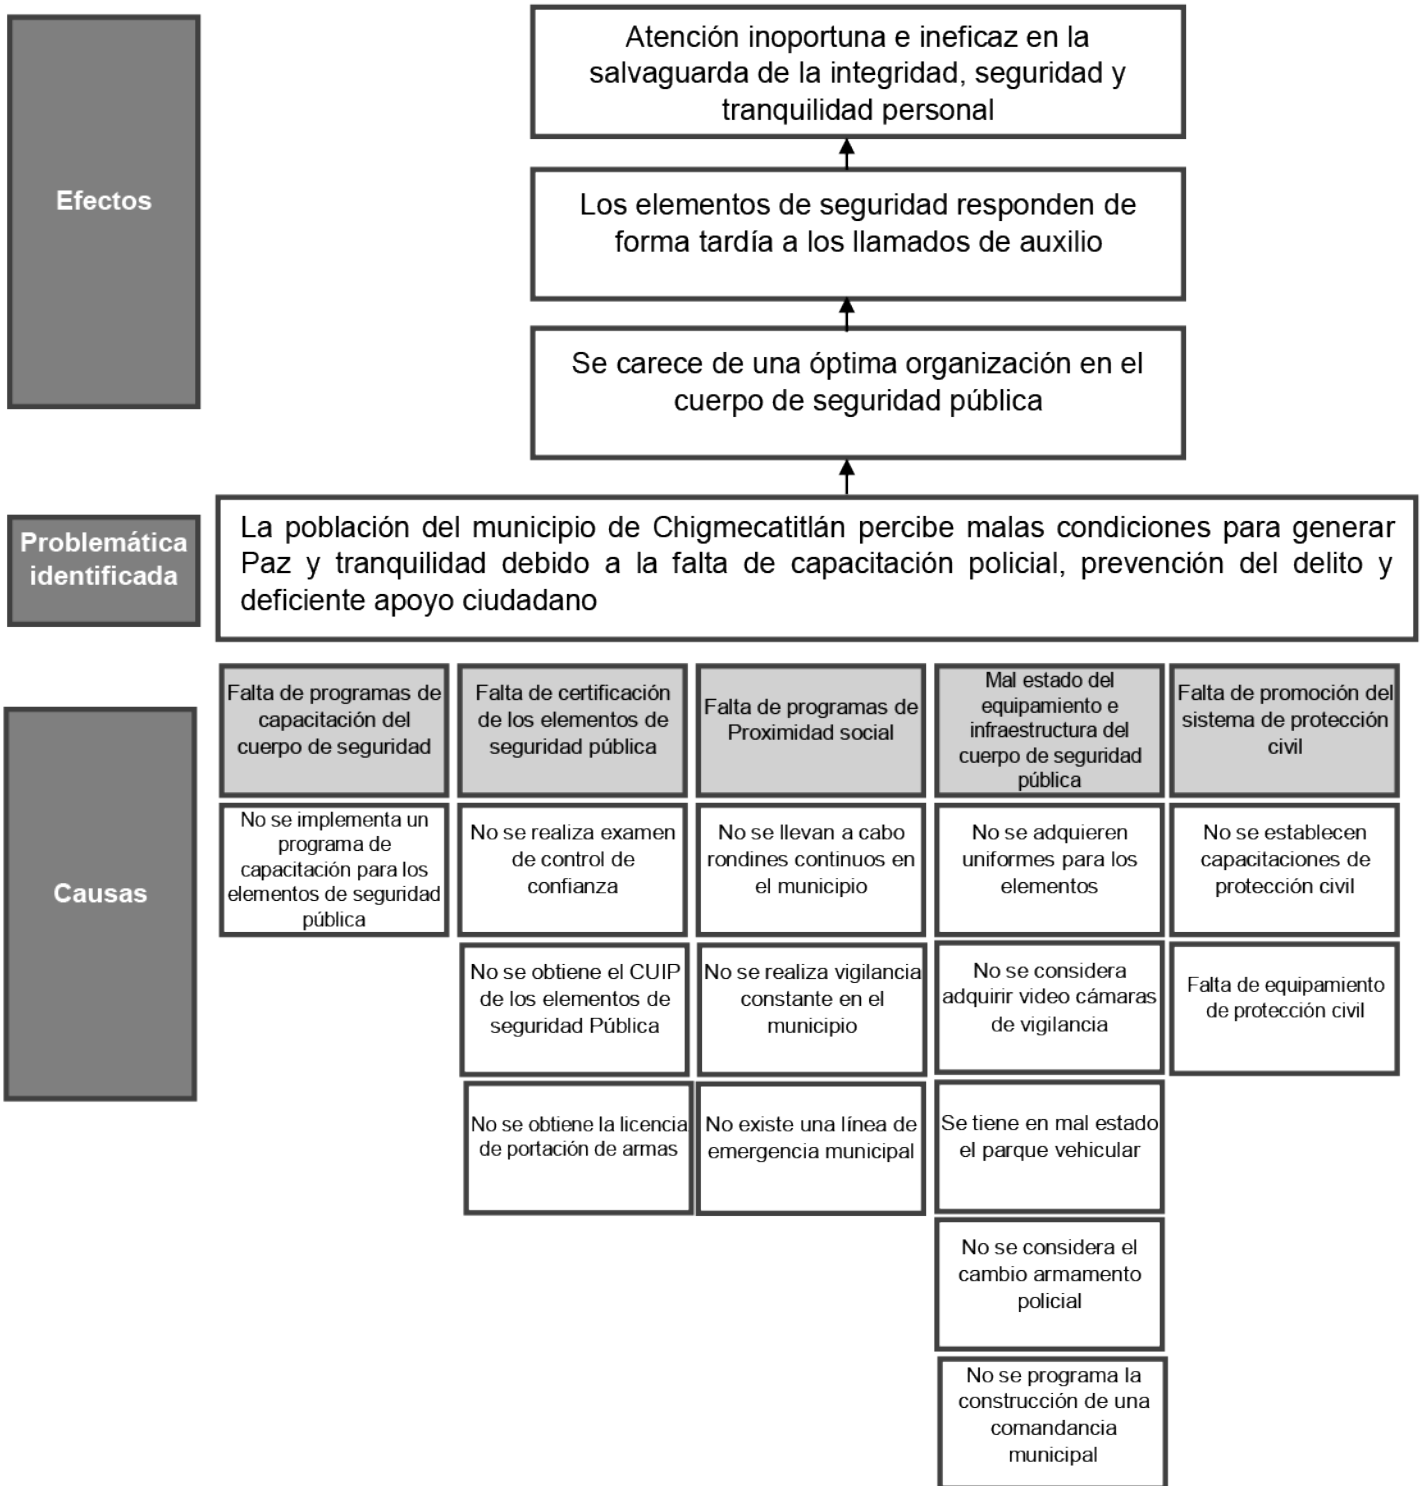 Efectos
Atención inoportuna e ineficaz en la
salvaguarda de la integridad, seguridad y
tranquilidad personal
Los elementos de seguridad responden de
forma tardía a los llamados de auxilio
Se carece de una óptima organización en el
cuerpo de seguridad pública
Problemática
identificada
La población del municipio de Chigmecatitlán percibe malas condiciones para generar
Paz y tranquilidad debido a la falta de capacitación policial, prevención del delito y
deficiente apoyo ciudadano
Causas
Falta de programas de
capacitación del
cuerpo de seguridad
No se implementa un
programa de
capacitación para los
elementos de seguridad
pública
Falta de certificación
de los elementos de
seguridad pública
No se realiza examen
de control de
confianza
No se obtiene el CUIP
de los elementos de
seguridad Pública
No se obtiene la licencia
de portación de armas
Falta de programas de
Proximidad social
No se llevan a cabo
rondines continuos en
el municipio
No se realiza vigilancia
constante en el
municipio
No existe una línea de
emergencia municipal
Mal estado del
equipamiento e
infraestructura del
cuerpo de seguridad
pública
No se adquieren
uniformes para los
elementos
No se considera
adquirir video cámaras
de vigilancia
Se tiene en mal estado
el parque vehicular
No se considera el
cambio armamento
policial
No se programa la
construcción de una
comandancia
municipal
Falta de promoción del
sistema de protección
civil
No se establecen
capacitaciones de
protección civil
Falta de equipamiento
de protección civil